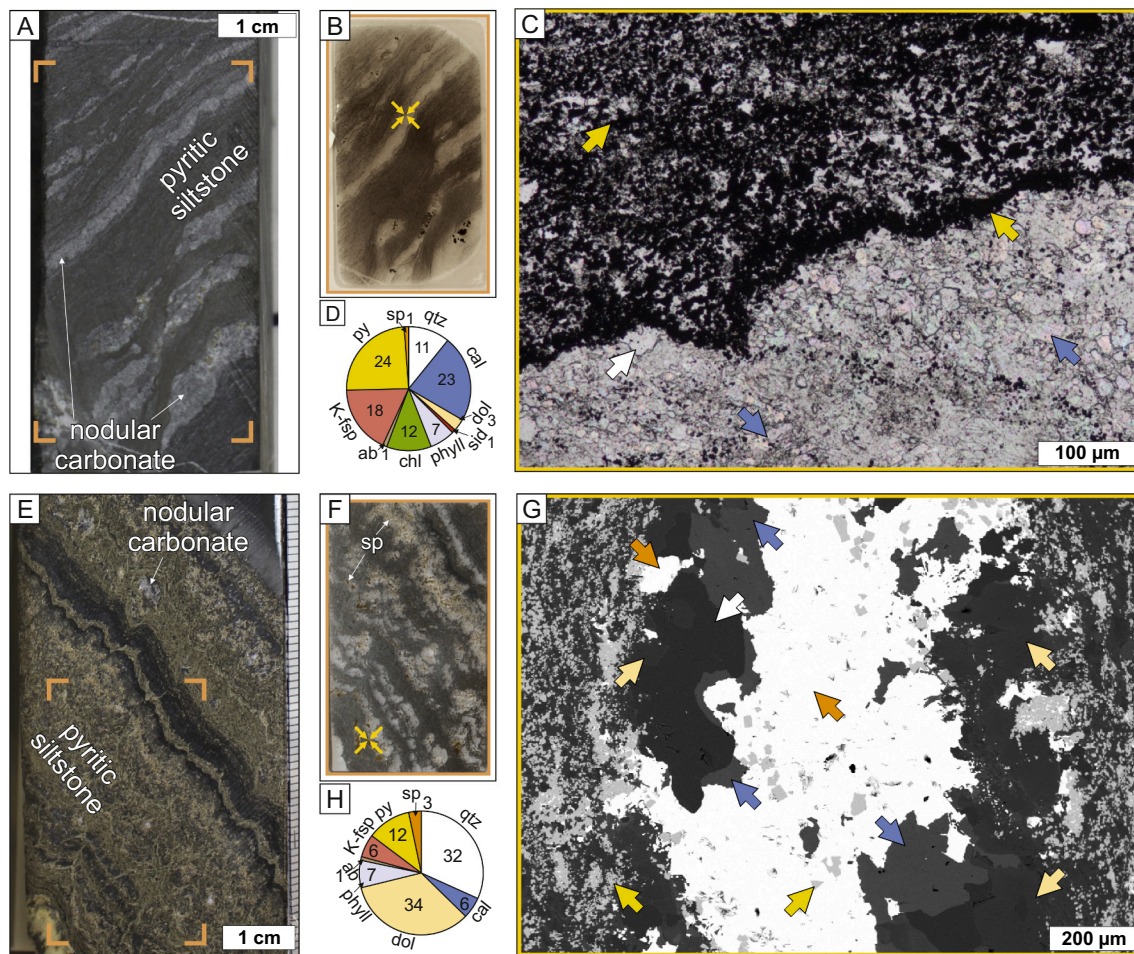 A
1 cm
pyritic
siltstone
nodular
carbonate
B
C
100 µm
D
sp
1
qtz
11
cal
23
dol
3
sid
1
phyll
7
chl
12
ab
1
K-fsp
18
py
24
E
nodular
carbonate
pyritic
siltstone
1 cm
F
sp
G
200 µm
H
sp
3
qtz
32
cal
6
dol
34
phyll
7
ab
1
K-fsp
6
py
12